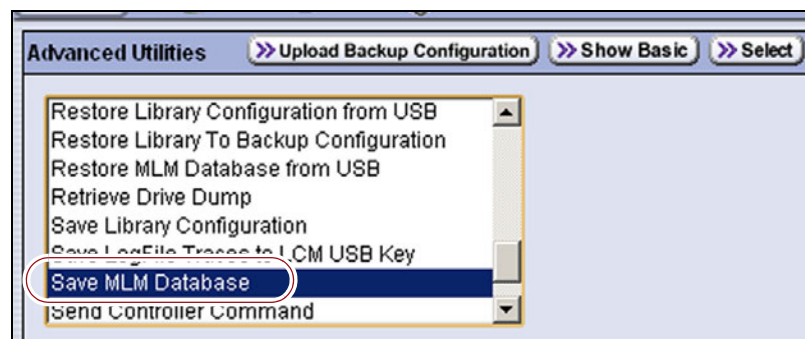 Advanced Utilities >> Upload Backup Configuration >> Show Basic >> Select
Restore Library Configuration from USB
Restore Library To Backup Configuration
Restore MLM Database from USB
Retrieve Drive Dump
Save Library Configuration
Save LogFile Traces to LCM USB Key
Save MLM Database
Send Controller Command